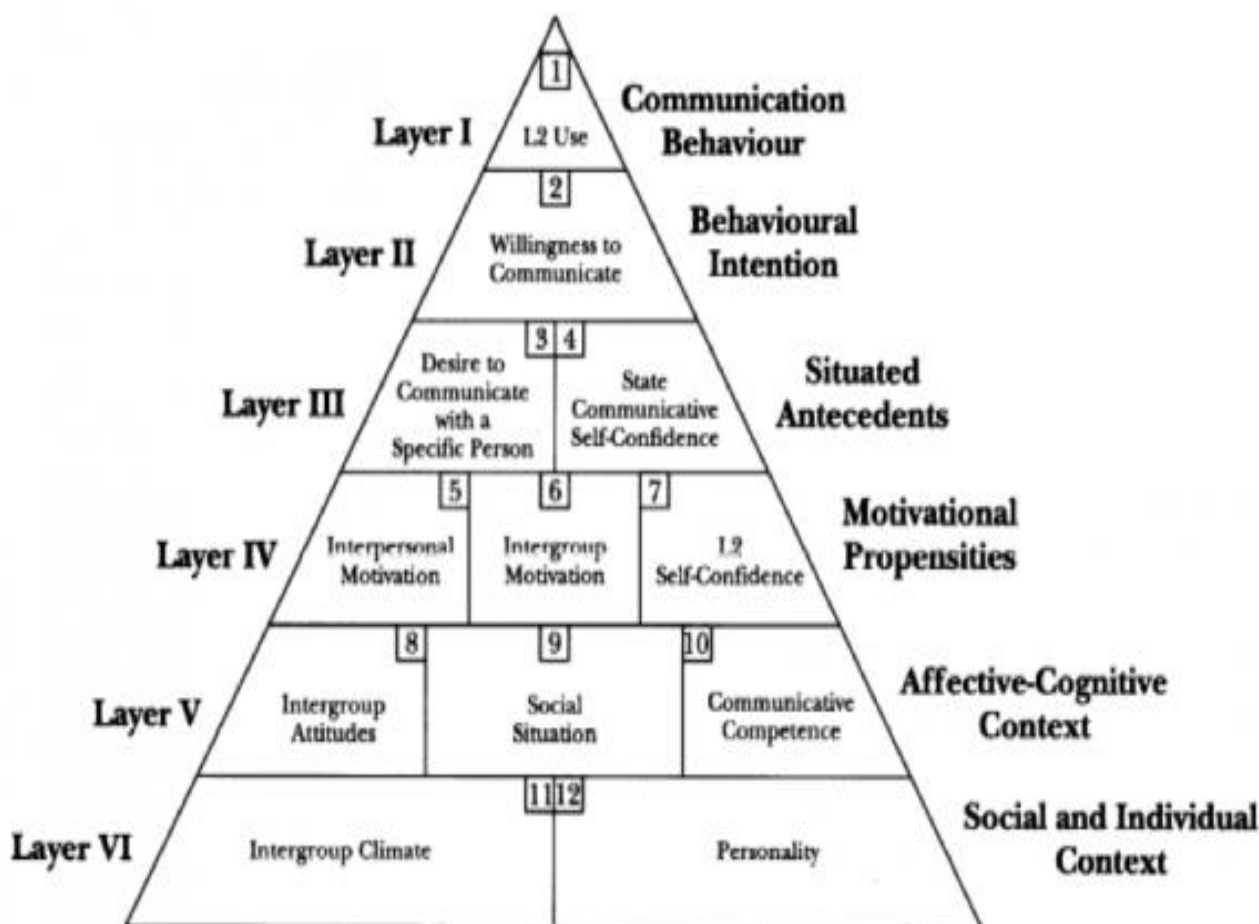 1
Communication
Behaviour
Layer I
L2 Use
2
Behavioural
Intention
Layer II
Willingness to
Communicate
3 4
Situated
Antecedents
Layer III
Desire to
Communicate
with a
Specific Person
State
Communicative
Self-Confidence
5 6 7
Motivational
Propensities
Layer IV
Interpersonal
Motivation
Intergroup
Motivation
L2
Self-Confidence
8 9 10
Affective-Cognitive
Context
Layer V
Intergroup
Attitudes
Social
Situation
Communicative
Competence
11 12
Social and Individual
Context
Layer VI
Intergroup Climate
Personality